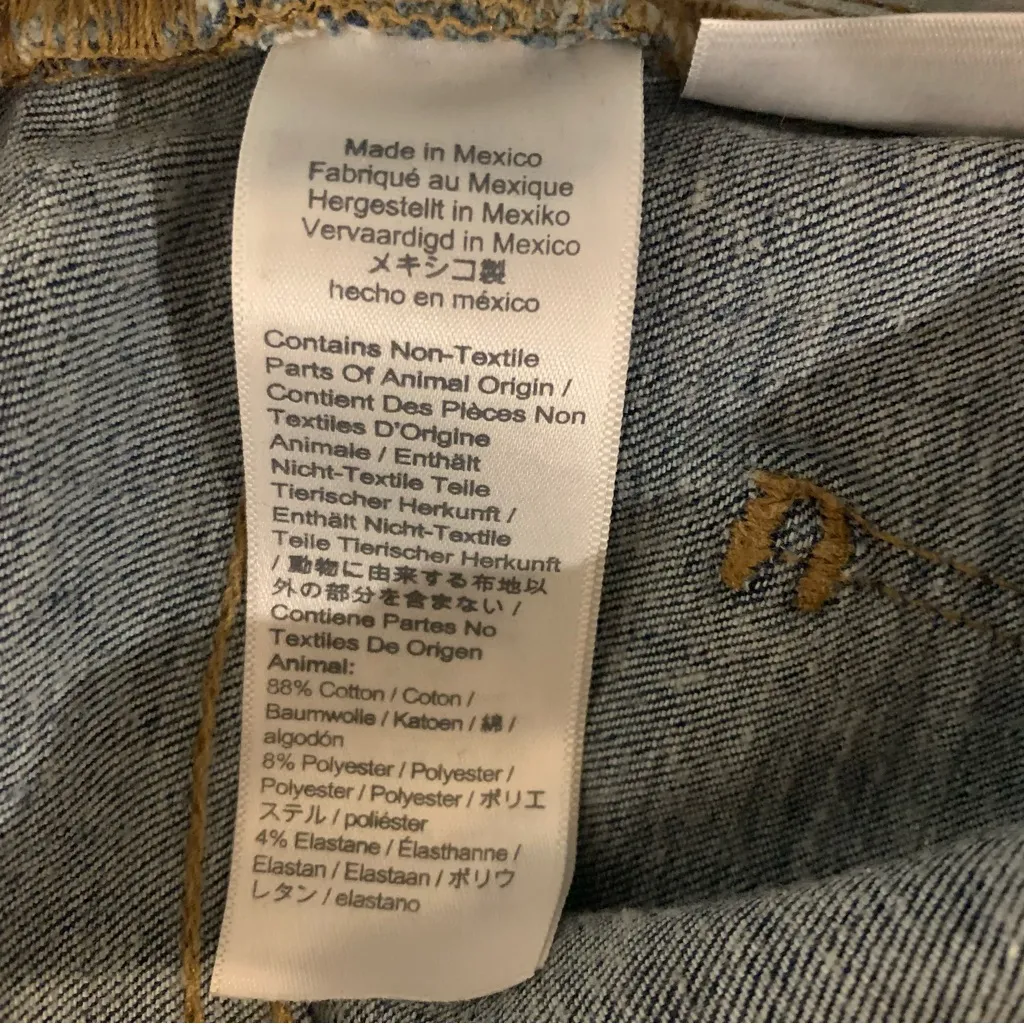 Made in Mexico
Fabriqué au Mexique
Hergestellt in Mexiko
Vervaardigd in Mexico
メキシコ製
hecho en méxico
Contains Non-Textile
Parts Of Animal Origin /
Contient Des Pièces Non
Textiles D'Origine
Animale / Enthält
Nicht-Textile Teile
Tierischer Herkunft /
Enthält Nicht-Textile
Teile Tierischer Herkunft
/ 動物に由来する布地以
外の部分を含まない /
Contiene Partes No
Textiles De Origen
Animal:
88% Cotton / Coton /
Baumwolle / Katoen / 綿 /
algodón
8% Polyester / Polyester /
Polyester / Polyester / ポリエ
ステル / poliéster
4% Elastane / Élasthanne /
Elastan / Elastaan / ポリウ
レタン / elastano